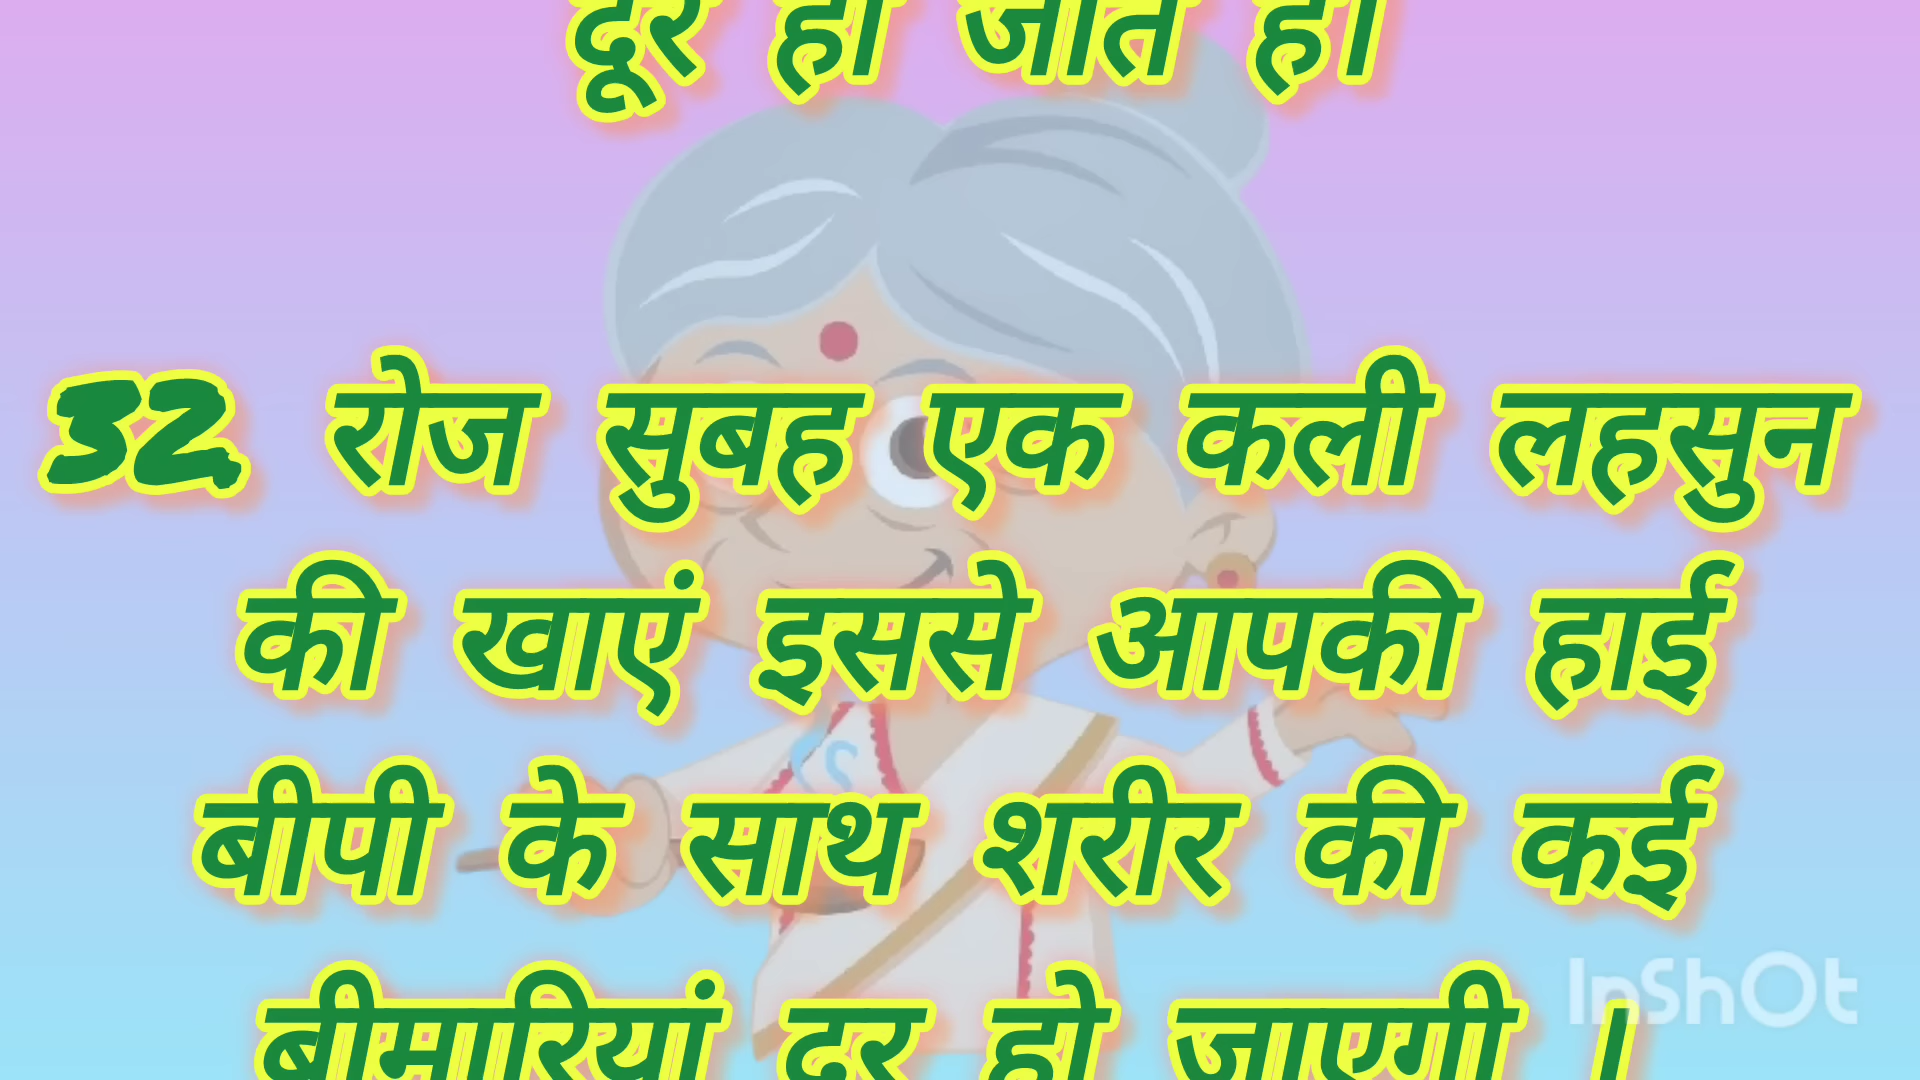 दूर हो जाते हैं।
32. रोज सुबह एक कली लहसुन
की खाएं इससे आपकी हाई
बीपी के साथ शरीर की कई
बीमारियां दूर हो जाएगी ।
InShOt